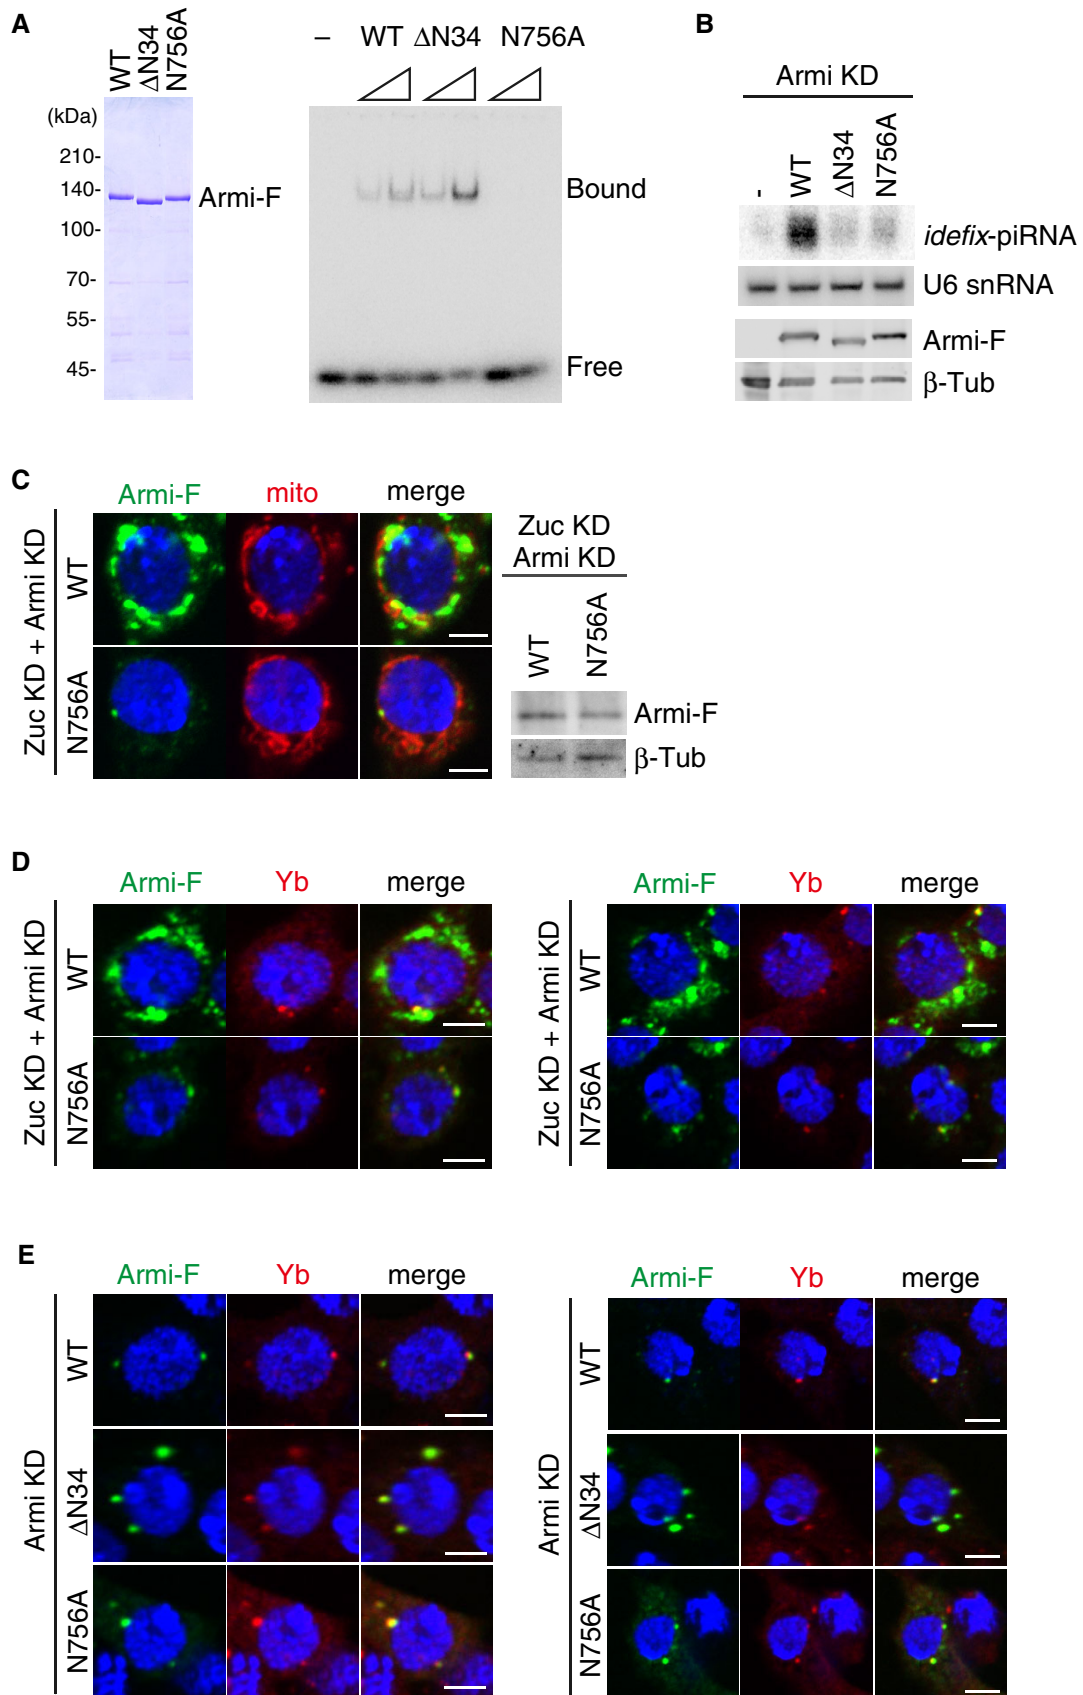 A
WT
ΔN34
N756A
(kDa)
210-
140-
100-
70-
55-
45-
Armi-F
– WT ΔN34 N756A
Bound
Free
B
Armi KD
-
WT
ΔN34
N756A
idefix-piRNA
U6 snRNA
Armi-F
β-Tub
C
Armi-F mito merge
Zuc KD + Armi KD
WT
N756A
Zuc KD
Armi KD
WT
N756A
Armi-F
β-Tub
D
Armi-F Yb merge
Zuc KD + Armi KD
WT
N756A
Armi-F Yb merge
Zuc KD + Armi KD
WT
N756A
E
Armi-F Yb merge
Armi KD
WT
ΔN34
N756A
Armi-F Yb merge
Armi KD
WT
ΔN34
N756A